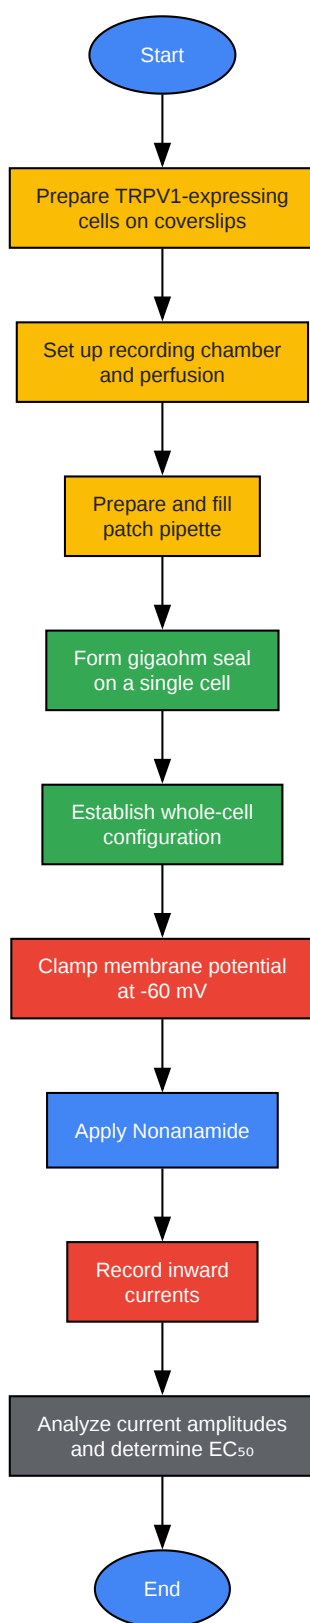 Start
Prepare TRPV1-expressing
cells on coverslips
Set up recording chamber
and perfusion
Prepare and fill
patch pipette
Form gigaohm seal
on a single cell
Establish whole-cell
configuration
Clamp membrane potential
at -60 mV
Apply Nonanamide
Record inward
currents
Analyze current amplitudes
and determine EC₅₀
End